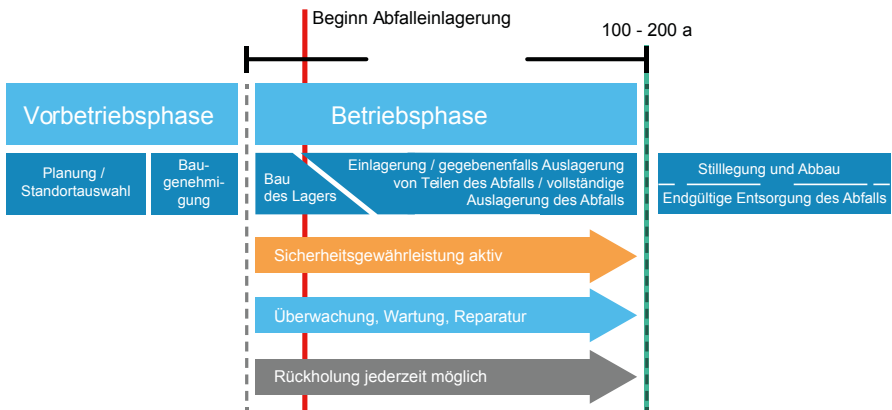 Beginn Abfalleinlagerung
100 - 200 a
Vorbetriebsphase
Betriebsphase
Planung /
Standortauswahl
Bau-
genehmi-
gung
Bau
des Lagers
Einlagerung / gegebenenfalls Auslagerung
von Teilen des Abfalls / vollständige
Auslagerung des Abfalls
Stilllegung und Abbau
Endgültige Entsorgung des Abfalls
Sicherheitsgewährleistung aktiv
Überwachung, Wartung, Reparatur
Rückholung jederzeit möglich